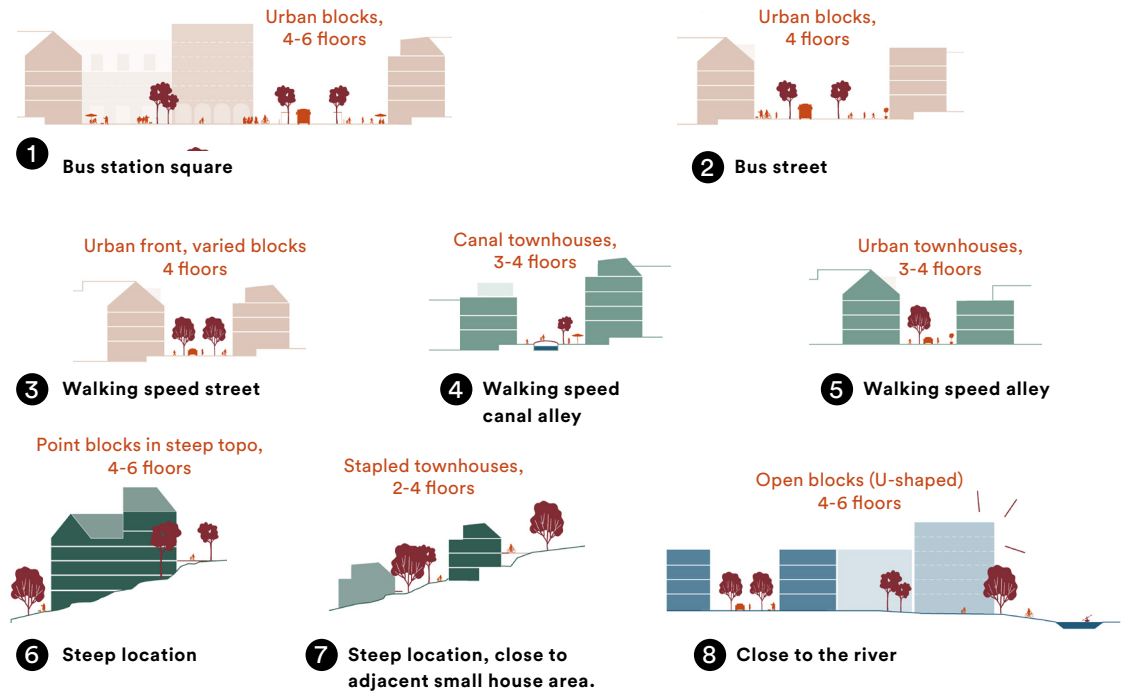 Urban blocks,
4-6 floors
1
Bus station square
Urban blocks,
4 floors
2
Bus street
Urban front, varied blocks
4 floors
3
Walking speed street
Canal townhouses,
3-4 floors
4
Walking speed
canal alley
Urban townhouses,
3-4 floors
5
Walking speed alley
Point blocks in steep topo,
4-6 floors
6
Steep location
Stapled townhouses,
2-4 floors
7
Steep location, close to
adjacent small house area.
Open blocks (U-shaped)
4-6 floors
8
Close to the river